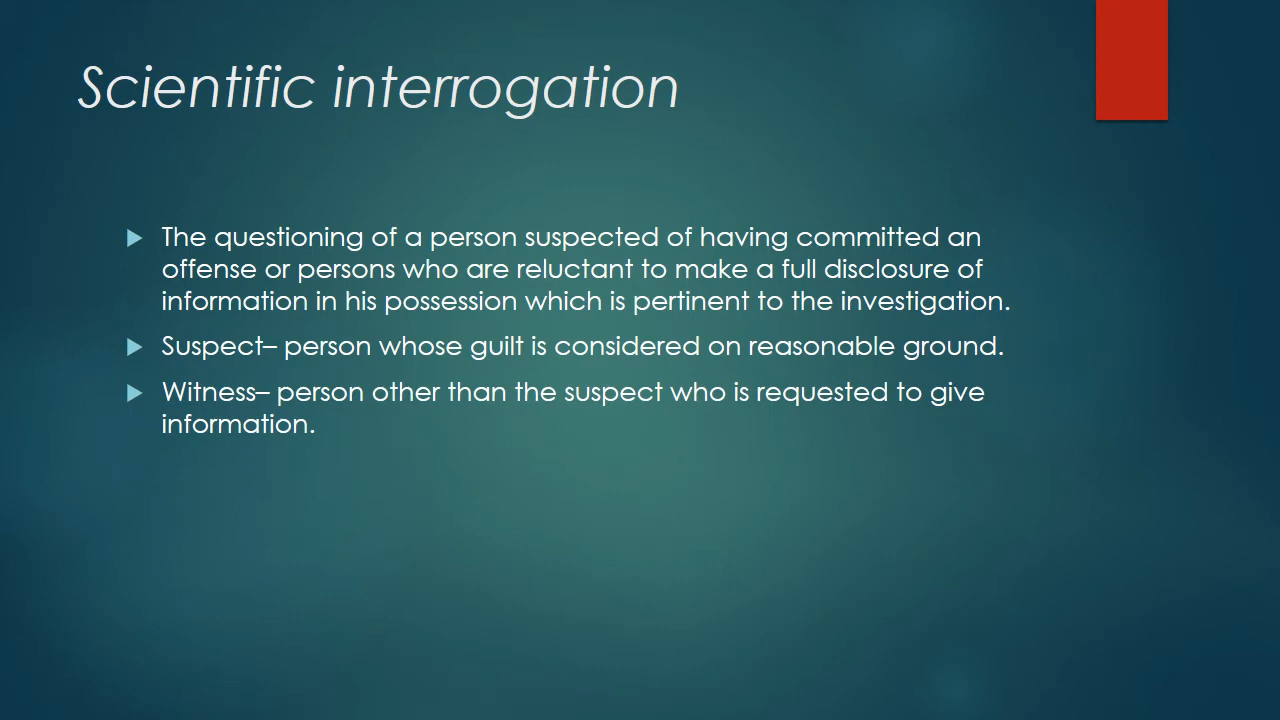 Scientific interrogation
The questioning of a person suspected of having committed an
offense or persons who are reluctant to make a full disclosure of
information in his possession which is pertinent to the investigation.
Suspect– person whose guilt is considered on reasonable ground.
Witness– person other than the suspect who is requested to give
information.